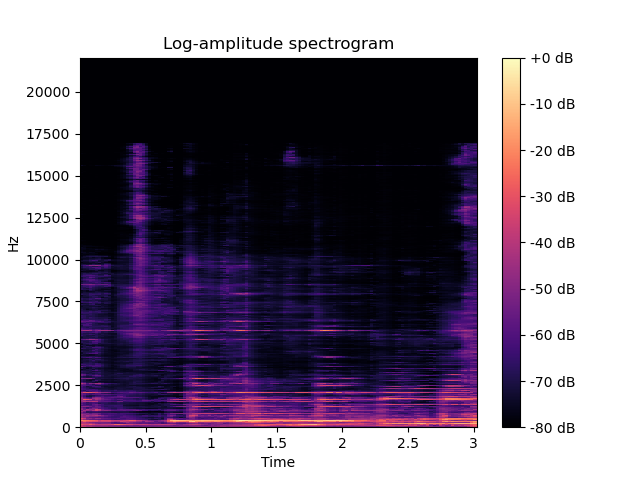 Log-amplitude spectrogram
Hz
20000
17500
15000
12500
10000
7500
5000
2500
0
0
0.5
1
1.5
2
2.5
3
Time
+0 dB
-10 dB
-20 dB
-30 dB
-40 dB
-50 dB
-60 dB
-70 dB
-80 dB